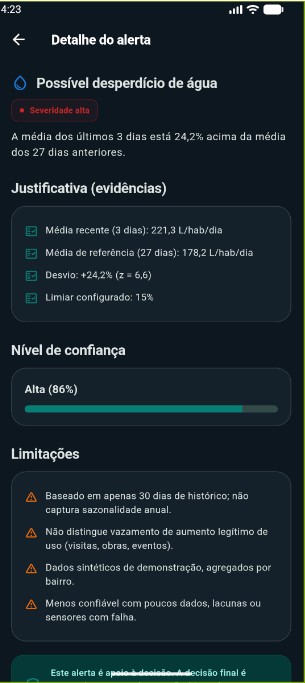 4:23
Detalhe do alerta
Possível desperdício de água
Severidade alta
A média dos últimos 3 dias está 24,2% acima da média
dos 27 dias anteriores.
Justificativa (evidências)
Média recente (3 dias): 221,3 L/hab/dia
Média de referência (27 dias): 178,2 L/hab/dia
Desvio: +24,2% (z = 6,6)
Limiar configurado: 15%
Nível de confiança
Alta (86%)
Limitações
Baseado em apenas 30 dias de histórico; não
captura sazonalidade anual.
Não distingue vazamento de aumento legítimo de
uso (visitas, obras, eventos).
Dados sintéticos de demonstração, agregados por
bairro.
Menos confiável com poucos dados, lacunas ou
sensores com falha.
Este alerta é apoio à decisão. A decisão final é